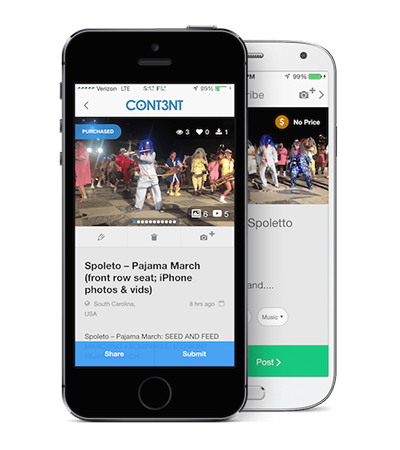 Verizon LTE
99%
CONT3NT
PURCHASED
3 0 1
6 5
Spoleto – Pajama March
(front row seat; iPhone
photos & vids)
South Carolina,
USA
8 hrs ago
Spoleto – Pajama March: SEED AND FEED
Share Submit
PM
99%
ribe
$ No Price
Spoletto
and....
Music
Post